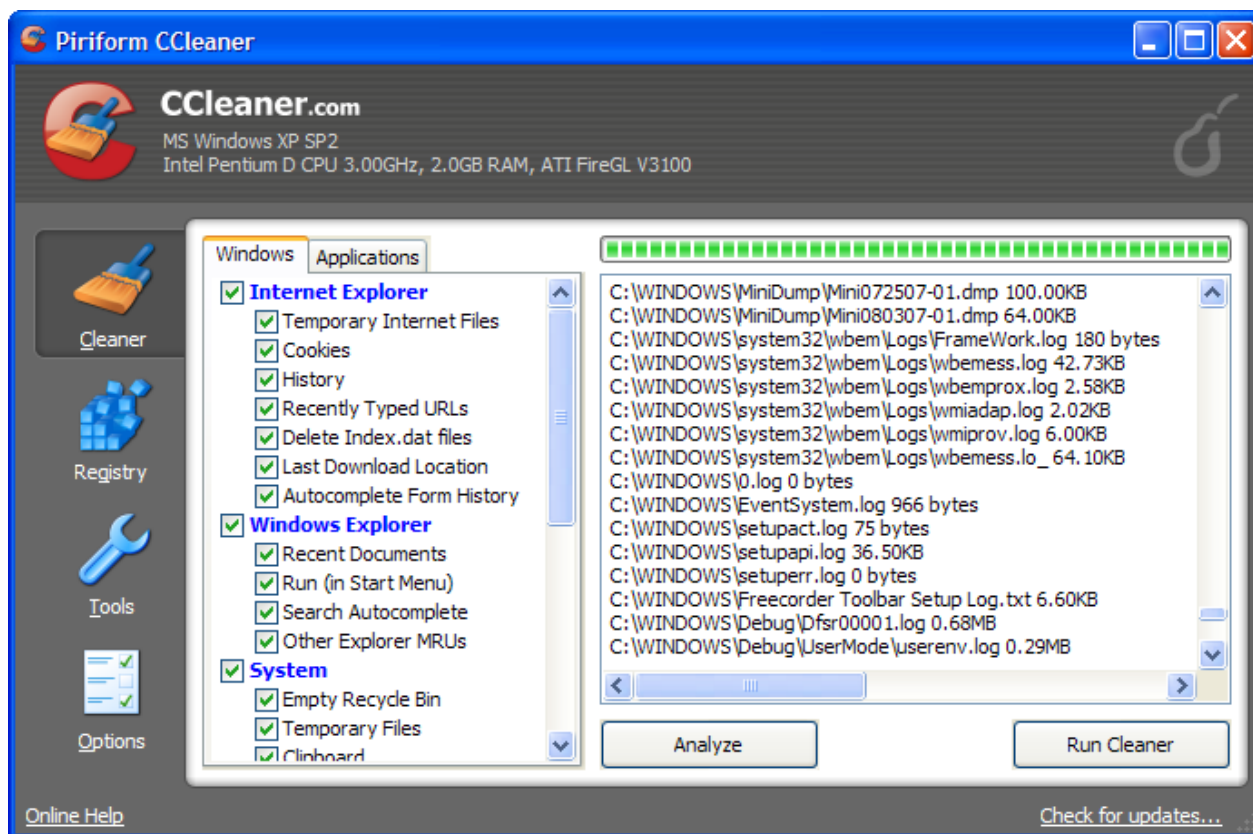 Piriform CCleaner
CCleaner.com
MS Windows XP SP2
Intel Pentium D CPU 3.00GHz, 2.0GB RAM, ATI FireGL V3100
Cleaner
Registry
Tools
Options
Windows
Applications
Internet Explorer
Temporary Internet Files
Cookies
History
Recently Typed URLs
Delete Index.dat files
Last Download Location
Autocomplete Form History
Windows Explorer
Recent Documents
Run (in Start Menu)
Search Autocomplete
Other Explorer MRUs
System
Empty Recycle Bin
Temporary Files
Clipboard
C:\WINDOWS\MiniDump\Mini072507-01.dmp 100.00KB
C:\WINDOWS\MiniDump\Mini080307-01.dmp 64.00KB
C:\WINDOWS\system32\wbem\Logs\FrameWork.log 180 bytes
C:\WINDOWS\system32\wbem\Logs\wbemess.log 42.73KB
C:\WINDOWS\system32\wbem\Logs\wbemprox.log 2.58KB
C:\WINDOWS\system32\wbem\Logs\wmiadap.log 2.02KB
C:\WINDOWS\system32\wbem\Logs\wmiprov.log 6.00KB
C:\WINDOWS\system32\wbem\Logs\wbemess.lo_ 64.10KB
C:\WINDOWS\0.log 0 bytes
C:\WINDOWS\EventSystem.log 966 bytes
C:\WINDOWS\setupact.log 75 bytes
C:\WINDOWS\setupapi.log 36.50KB
C:\WINDOWS\setuperr.log 0 bytes
C:\WINDOWS\Freecorder Toolbar Setup Log.txt 6.60KB
C:\WINDOWS\Debug\Dfsr00001.log 0.68MB
C:\WINDOWS\Debug\UserMode\userenv.log 0.29MB
Analyze
Run Cleaner
Online Help
Check for updates...